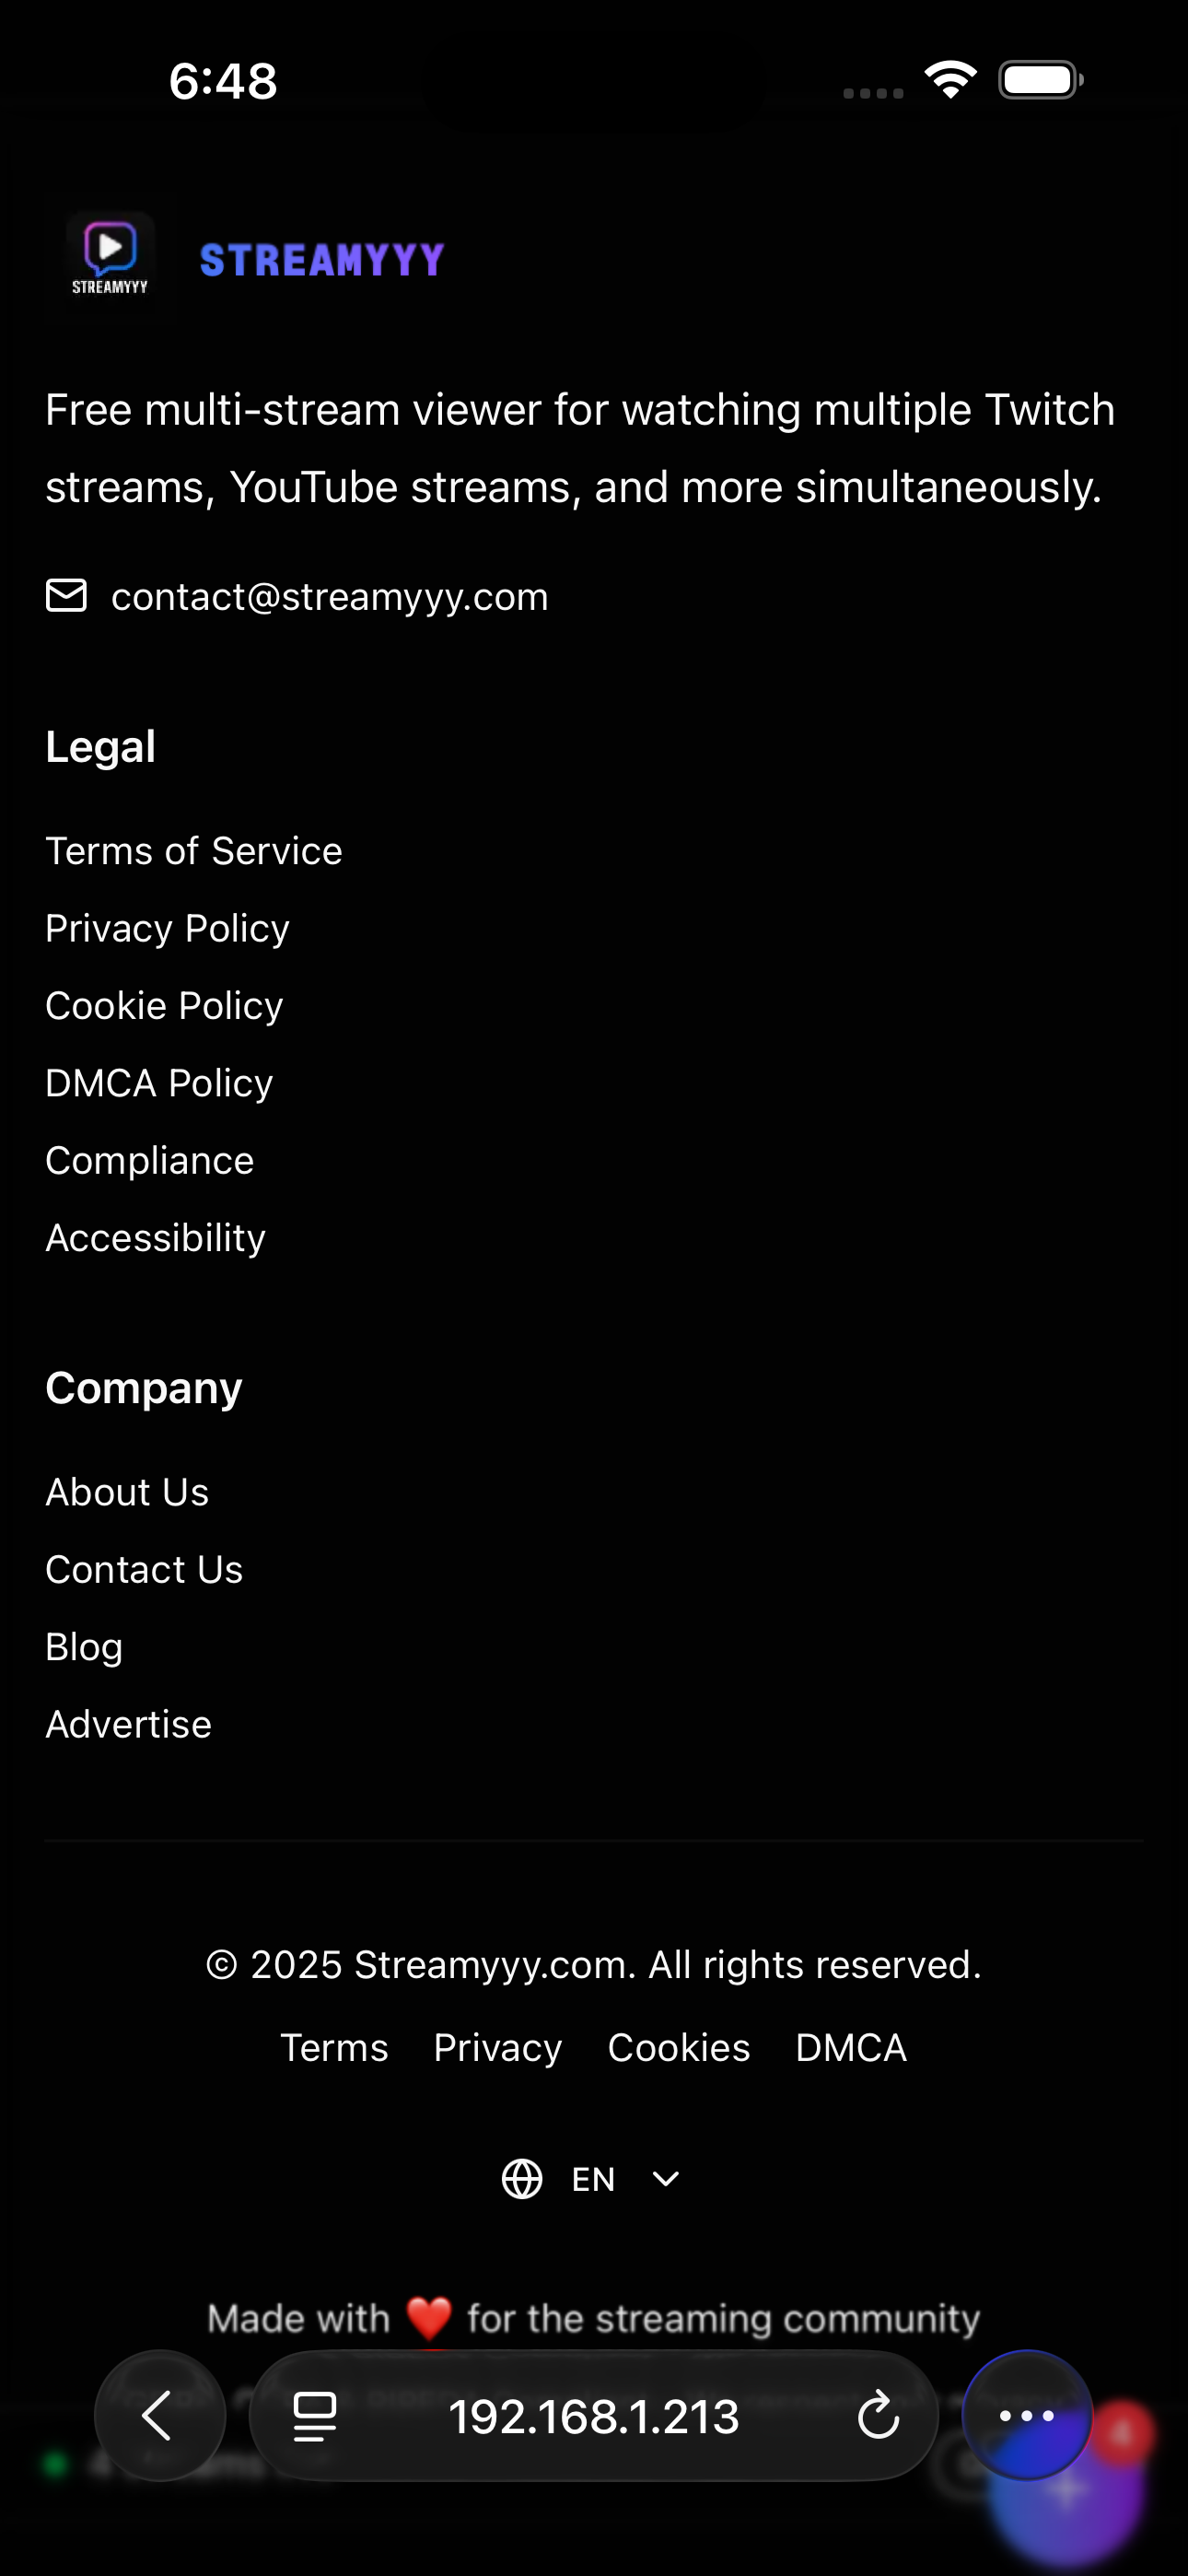 6:48
STREAMYYY
STREAMYYY
Free multi-stream viewer for watching multiple Twitch
streams, YouTube streams, and more simultaneously.
contact@streamyyy.com
Legal
Terms of Service
Privacy Policy
Cookie Policy
DMCA Policy
Compliance
Accessibility
Company
About Us
Contact Us
Blog
Advertise
© 2025 Streamyyy.com. All rights reserved.
Terms Privacy Cookies DMCA
EN
Made with ❤️ for the streaming community
192.168.1.213
4